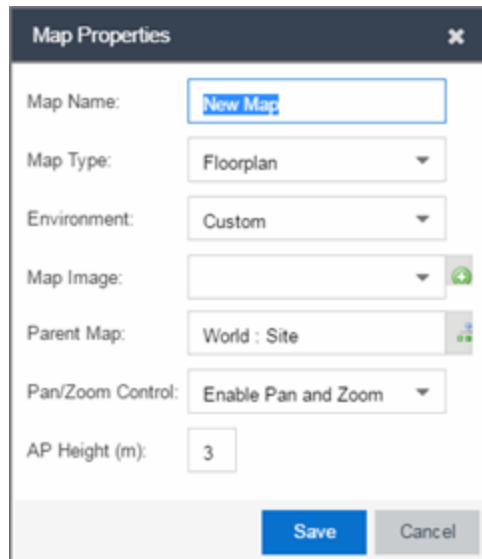 Map Properties
Map Name: New Map
Map Type: Floorplan
Environment: Custom
Map Image:
Parent Map: World : Site
Pan/Zoom Control: Enable Pan and Zoom
AP Height (m): 3
Save Cancel